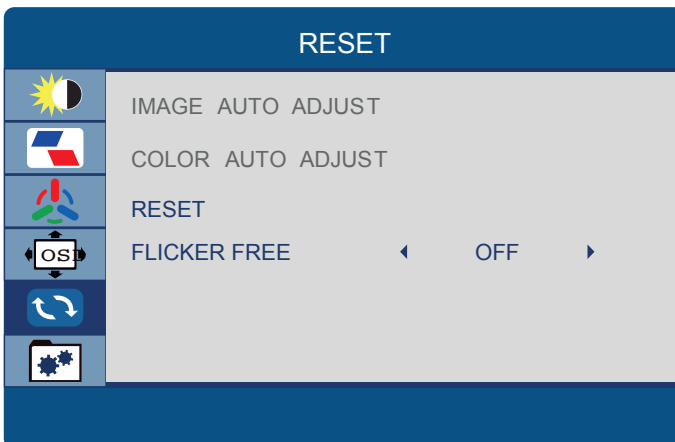 RESET
IMAGE AUTO ADJUST
COLOR AUTO ADJUST
RESET
FLICKER FREE OFF
OSD